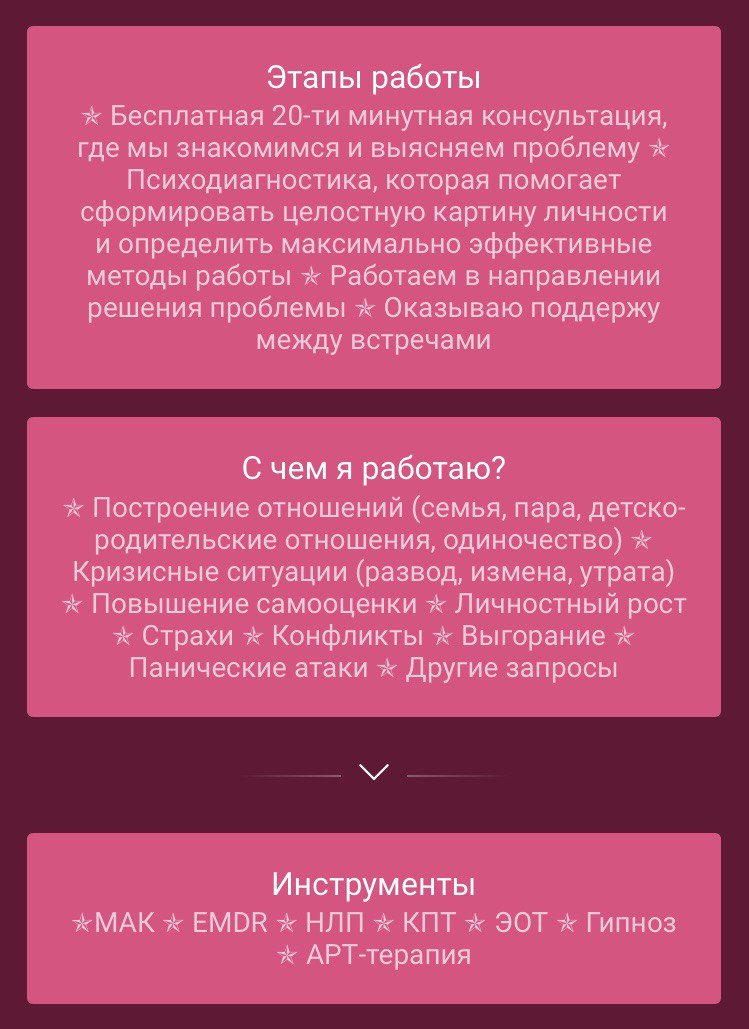 Этапы работы
✯ Бесплатная 20-ти минутная консультация,
где мы знакомимся и выясняем проблему ✯
Психодиагностика, которая помогает
сформировать целостную картину личности
и определить максимально эффективные
методы работы ✯ Работаем в направлении
решения проблемы ✯ Оказываю поддержу
между встречами
С чем я работаю?
✯ Построение отношений (семья, пара, детско-
родительские отношения, одиночество) ✯
Кризисные ситуации (развод, измена, утрата)
✯ Повышение самооценки ✯ Личностный рост
✯ Страхи ✯ Конфликты ✯ Выгорание ✯
Панические атаки ✯ Другие запросы
Инструменты
✯МАК ✯ EMDR ✯ НЛП ✯ КПТ ✯ ЭОТ ✯ Гипноз
✯ АРТ-терапия